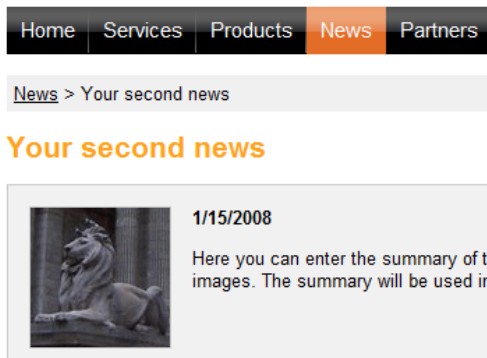 Home Services Products News Partners
News > Your second news
Your second news
1/15/2008
Here you can enter the summary of
images. The summary will be used